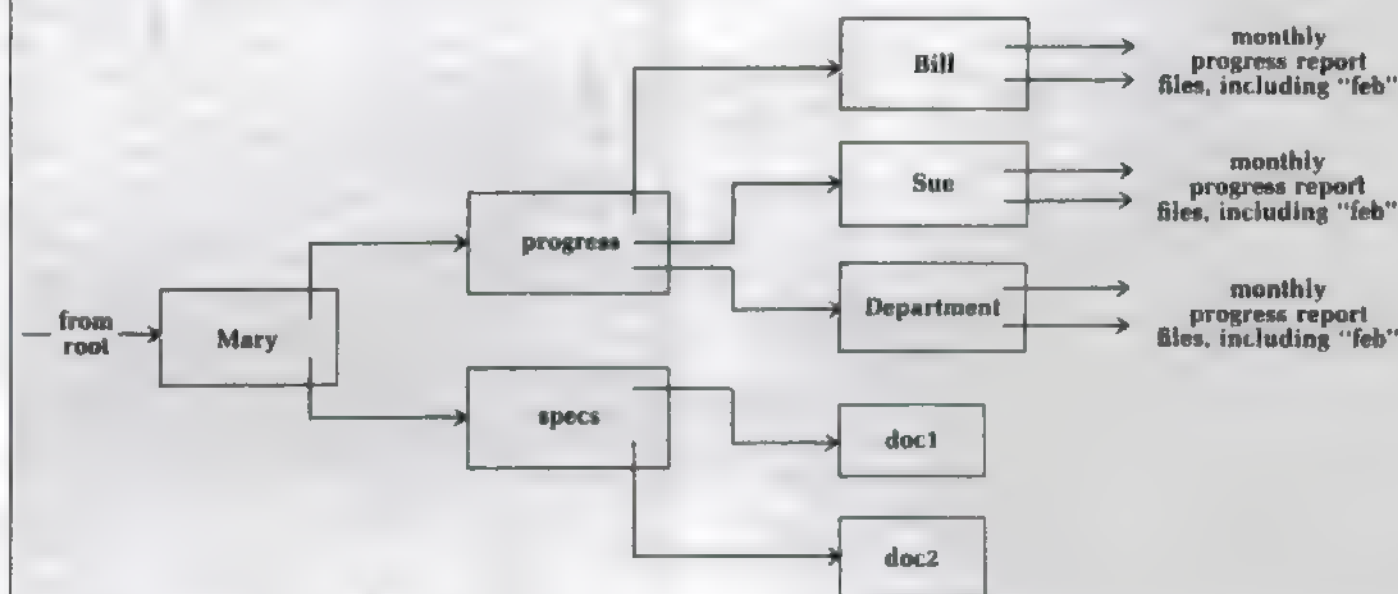 Bill
monthly
progress report
files, including "feb"
Sue
monthly
progress report
files, including "feb"
progress
Department
monthly
progress report
files, including "feb"
from
root
Mary
specs
doc1
doc2